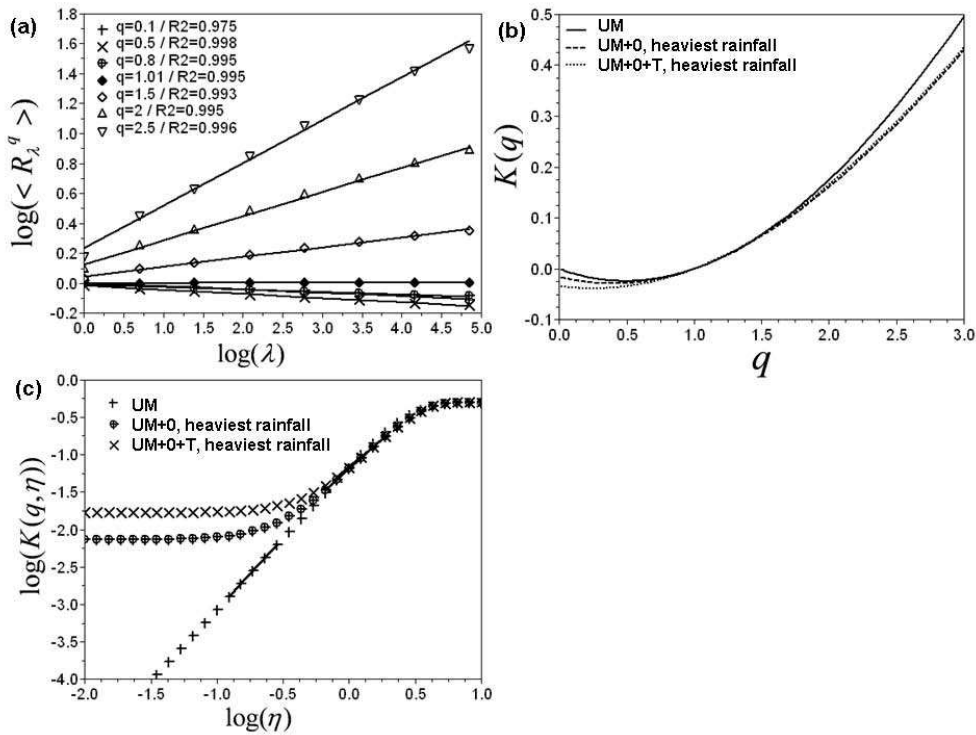 (a)
q=0.1 / R2=0.975
q=0.5 / R2=0.998
q=0.8 / R2=0.995
q=1.01 / R2=0.995
q=1.5 / R2=0.993
q=2 / R2=0.995
q=2.5 / R2=0.996
log(< R_λ^q >)
1.8
1.6
1.4
1.2
1.0
0.8
0.6
0.4
0.2
0.0
-0.2
0.0 0.5 1.0 1.5 2.0 2.5 3.0 3.5 4.0 4.5 5.0
log(λ)
(b)
UM
UM+0, heaviest rainfall
UM+0+T, heaviest rainfall
K(q)
0.5
0.4
0.3
0.2
0.1
-0.0
-0.1
0.0 0.5 1.0 1.5 2.0 2.5 3.0
q
(c)
UM
UM+0, heaviest rainfall
UM+0+T, heaviest rainfall
log(K(q,η))
0.0
-0.5
-1.0
-1.5
-2.0
-2.5
-3.0
-3.5
-4.0
-2.0 -1.5 -1.0 -0.5 0.0 0.5 1.0
log(η)